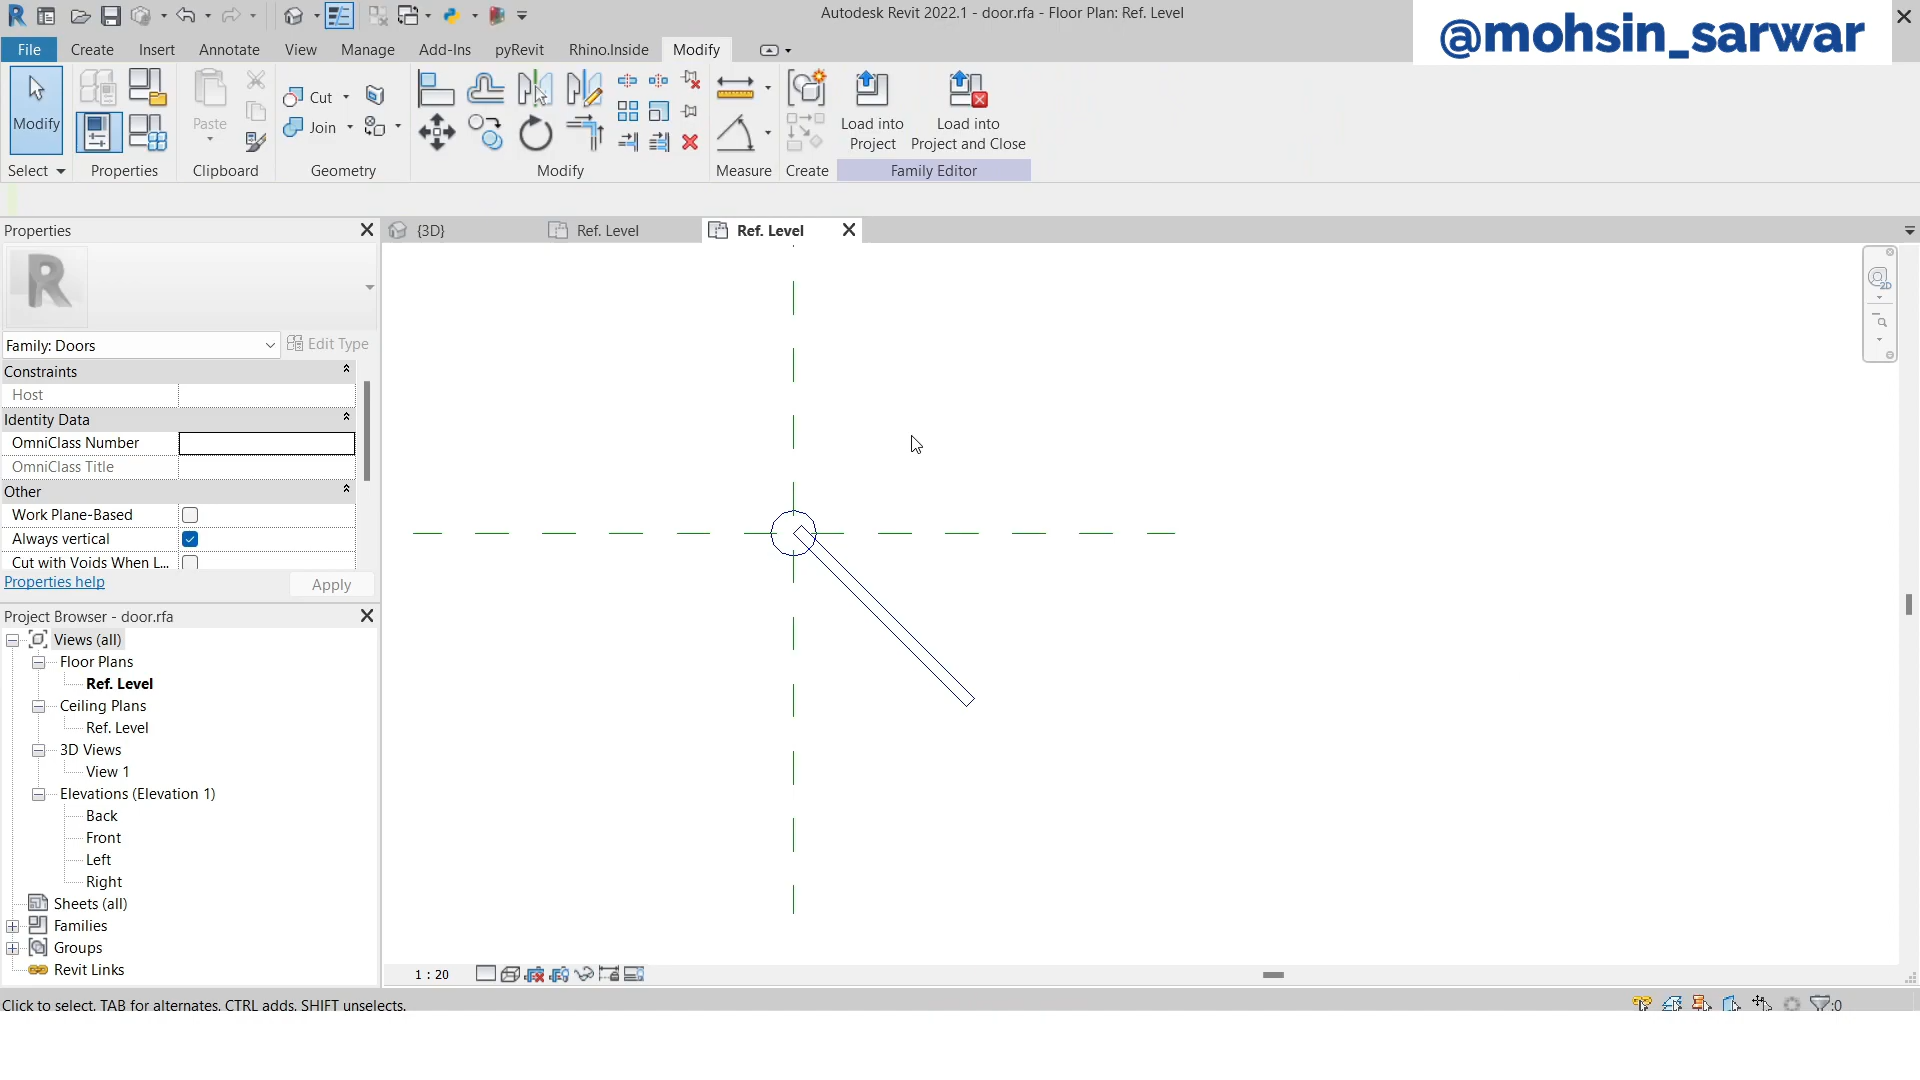 Autodesk Revit 2022.1 - door.rfa - Floor Plan: Ref. Level
@mohsin_sarwar
File
Create
Insert
Annotate
View
Manage
Add-Ins
pyRevit
Rhino.Inside
Modify
Modify
Paste
Cut
Join
Load into
Project
Load into
Project and Close
Select
Properties
Clipboard
Geometry
Modify
Measure
Create
Family Editor
Properties
{3D}
Ref. Level
Ref. Level
R
2D
Family: Doors
Edit Type
Constraints
Host
Identity Data
OmniClass Number
OmniClass Title
Other
Work Plane-Based
Always vertical
Cut with Voids When L...
Properties help
Apply
Project Browser - door.rfa
Views (all)
Floor Plans
Ref. Level
Ceiling Plans
Ref. Level
3D Views
View 1
Elevations (Elevation 1)
Back
Front
Left
Right
Sheets (all)
Families
Groups
Revit Links
1 : 20
Click to select, TAB for alternates, CTRL adds, SHIFT unselects.
:0